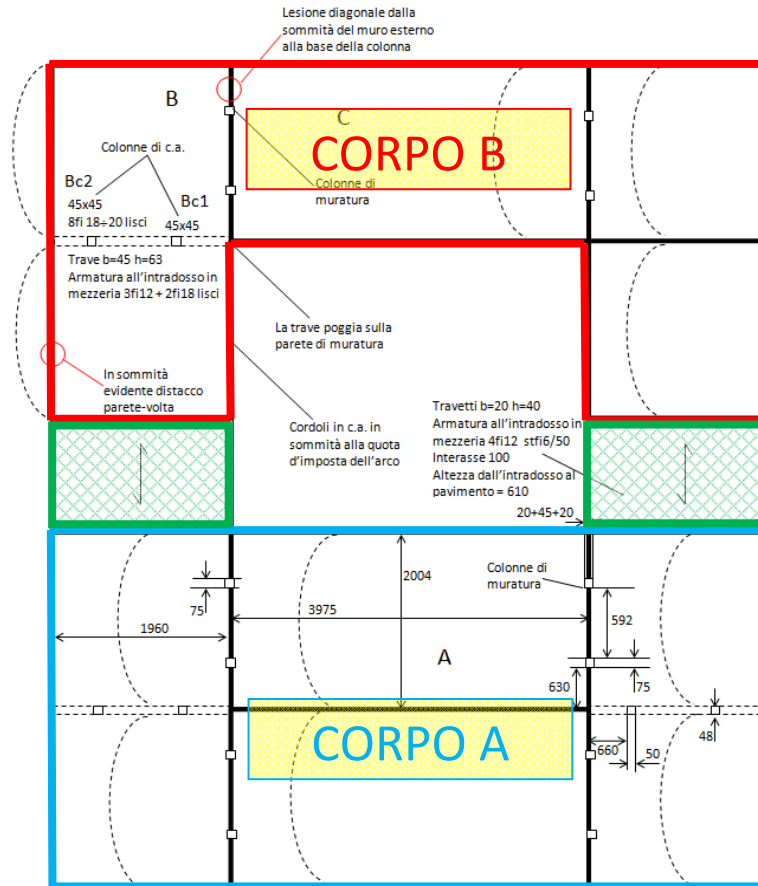 Lesione diagonale dalla
sommità del muro esterno
alla base della colonna
B
C
CORPO B
Colonne di c.a.
Bc2
45x45
8fi 18÷20 lisci
Bc1
45x45
Colonne di
muratura
Trave b=45 h=63
Armatura all'intradosso in
mezzeria 3fi12 + 2fi18 lisci
La trave poggia sulla
parete di muratura
In sommità
evidente distacco
parete-volta
Cordoli in c.a. in
sommità alla quota
d'imposta dell'arco
Travetti b=20 h=40
Armatura all'intradosso in
mezzeria 4fi12 stfi6/50
Interasse 100
Altezza dall'intradosso al
pavimento = 610
20+45+20
Colonne di
muratura
75
2004
3975
1960
592
A
630
75
CORPO A
660
50
48